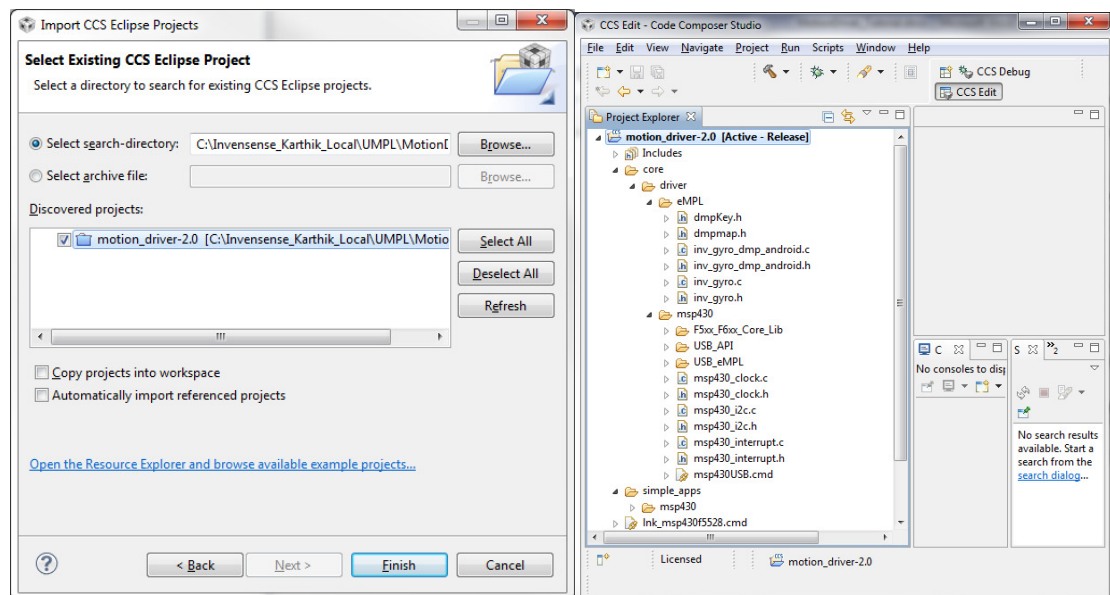 Import CCS Eclipse Projects
Select Existing CCS Eclipse Project
Select a directory to search for existing CCS Eclipse projects.
Select search-directory: C:\Invensense_Karthik_Local\UMPL\Motion[ Browse...
Select archive file: Browse...
Discovered projects:
motion_driver-2.0 [C:\Invensense_Karthik_Local\UMPL\Motio
Select All
Deselect All
Refresh
Copy projects into workspace
Automatically import referenced projects
Open the Resource Explorer and browse available example projects...
< Back Next > Finish Cancel
CCS Edit - Code Composer Studio
File Edit View Navigate Project Run Scripts Window Help
CCS Debug
CCS Edit
Project Explorer
motion_driver-2.0 [Active - Release]
Includes
core
driver
eMPL
dmpKey.h
dmpmap.h
inv_gyro_dmp_android.c
inv_gyro_dmp_android.h
inv_gyro.c
inv_gyro.h
msp430
F5xx_F6xx_Core_Lib
USB_API
USB_eMPL
msp430_clock.c
msp430_clock.h
msp430_i2c.c
msp430_i2c.h
msp430_interrupt.c
msp430_interrupt.h
msp430USB.cmd
simple_apps
msp430
lnk_msp430f5528.cmd
C
No consoles to disp
S
2
No search results
available. Start a
search from the
search dialog...
Licensed motion_driver-2.0